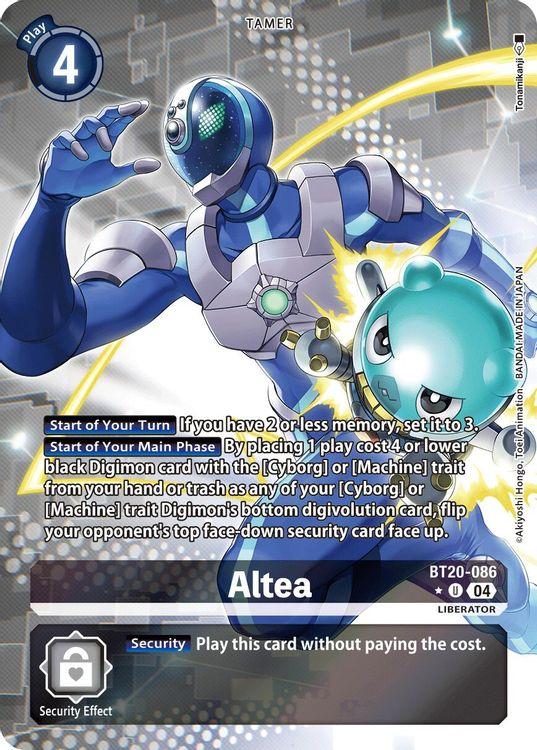 TAMER
Play
4
Tonamikanji
Start of Your Turn If you have 2 or less memory, set it to 3.
Start of Your Main Phase By placing 1 play cost 4 or lower
black Digimon card with the [Cyborg] or [Machine] trait
from your hand or trash as any of your [Cyborg] or
[Machine] trait Digimon's bottom digivolution card, flip
your opponent's top face-down security card face up.
©Akiyoshi Hongo, Toei Animation BANDAI MADE IN JAPAN
Altea
BT20-086
★ U 04
LIBERATOR
Security Play this card without paying the cost.
Security Effect